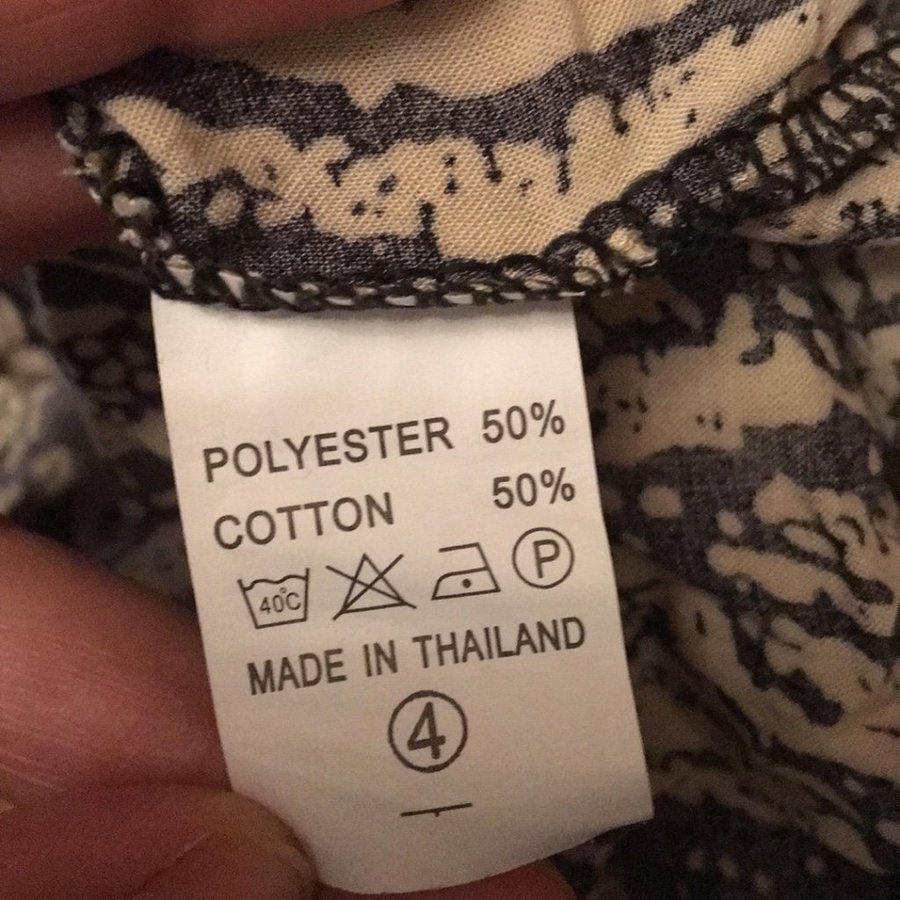 POLYESTER 50%
COTTON 50%
40°C P
MADE IN THAILAND
4